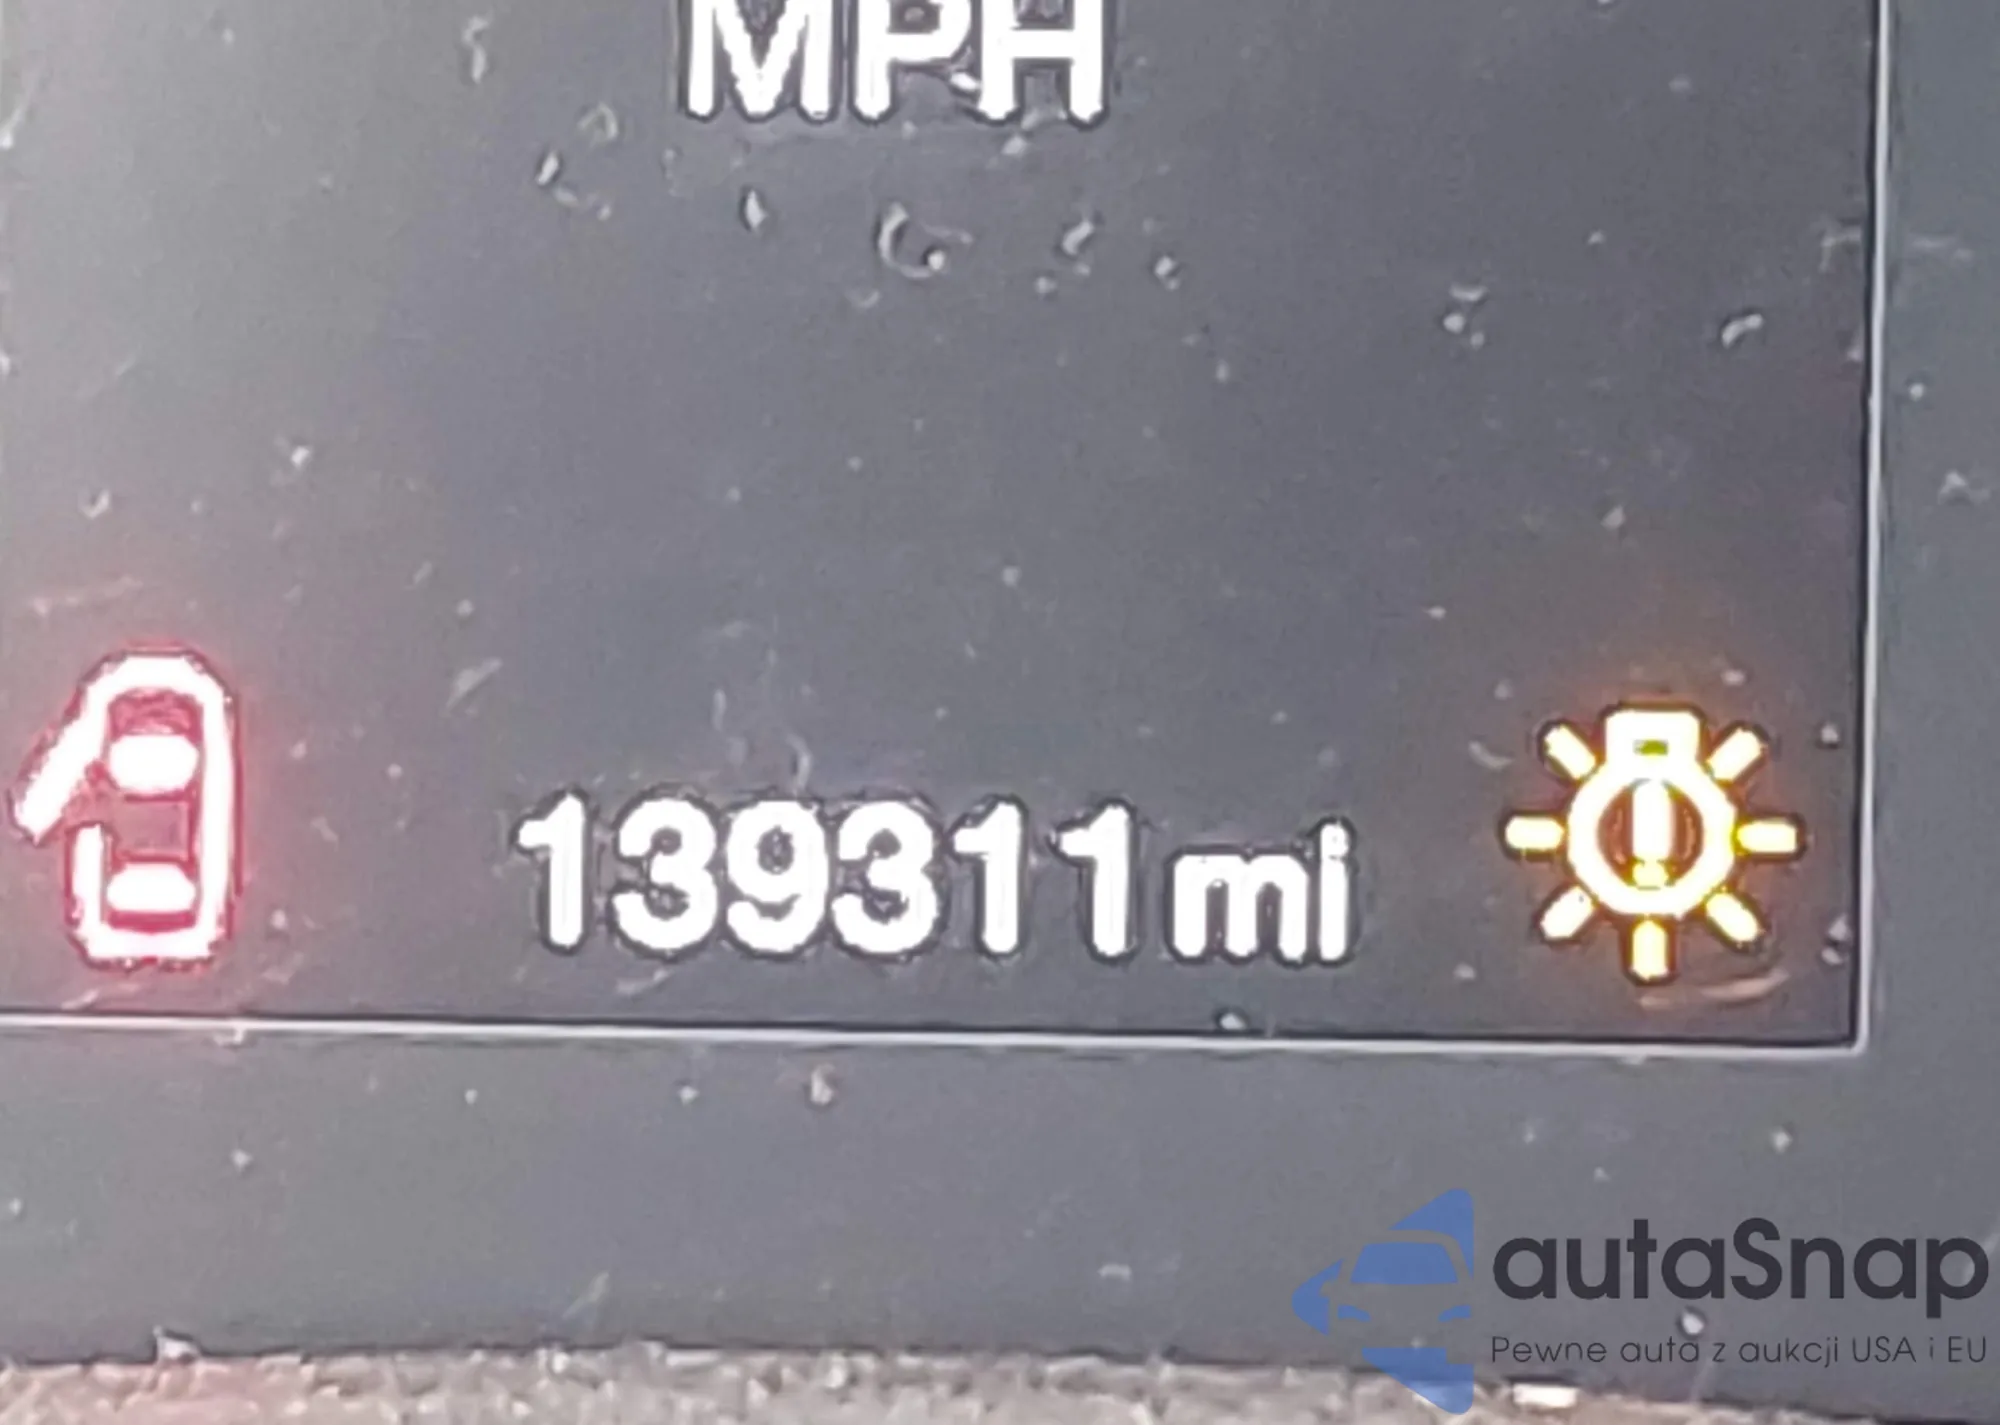 MPH
139311 mi
autaSnap
Pewne auta z aukcji USA i EU